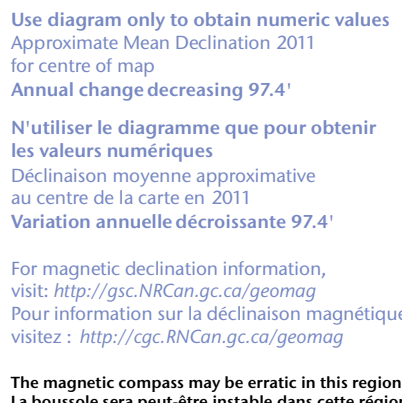 Use diagram only to obtain numeric values
Approximate Mean Declination 2011
for centre of map
Annual change decreasing 97.4'
N'utiliser le diagramme que pour obtenir
les valeurs numériques
Déclinaison moyenne approximative
au centre de la carte en 2011
Variation annuelle décroissante 97.4'
For magnetic declination information,
visit: http://gsc.NRCan.gc.ca/geomag
Pour information sur la déclinaison magnétique
visitez : http://cgc.RNCan.gc.ca/geomag
The magnetic compass may be erratic in this region
La boussole sera peut-être instable dans cette région